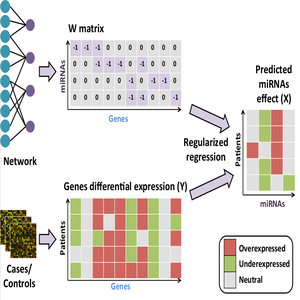 W matrix
miRNAs
-1 -1 -1 0 0 0 0 0 0 0
0 0 -1 -1 -1 0 -1 0 0 0
0 0 0 0 0 -1 0 -1 -1 0
0 0 0 0 0 0 -1 0 0 -1
Genes
Network
Regularized
regression
Predicted
miRNAs
effect (X)
Patients
miRNAs
Genes differential expression (Y)
Patients
Genes
Cases/
Controls
Overexpressed
Underexpressed
Neutral